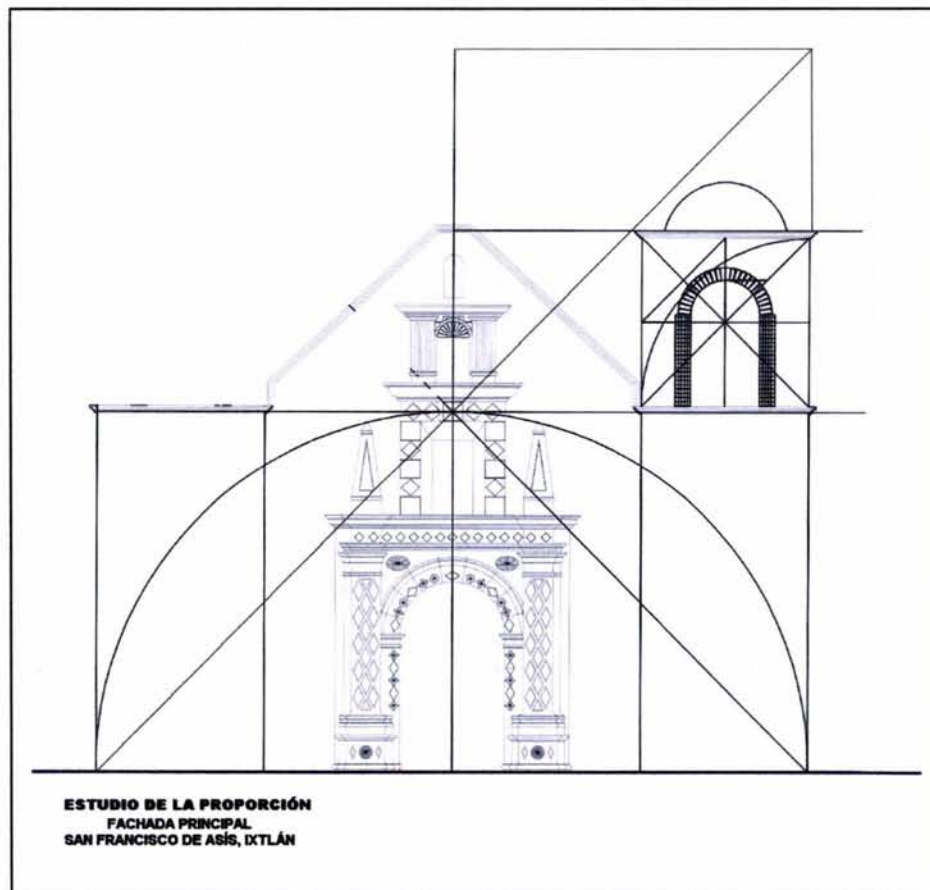 ESTUDIO DE LA PROPORCIÓN
FACHADA PRINCIPAL
SAN FRANCISCO DE ASÍS, IXTLÁN